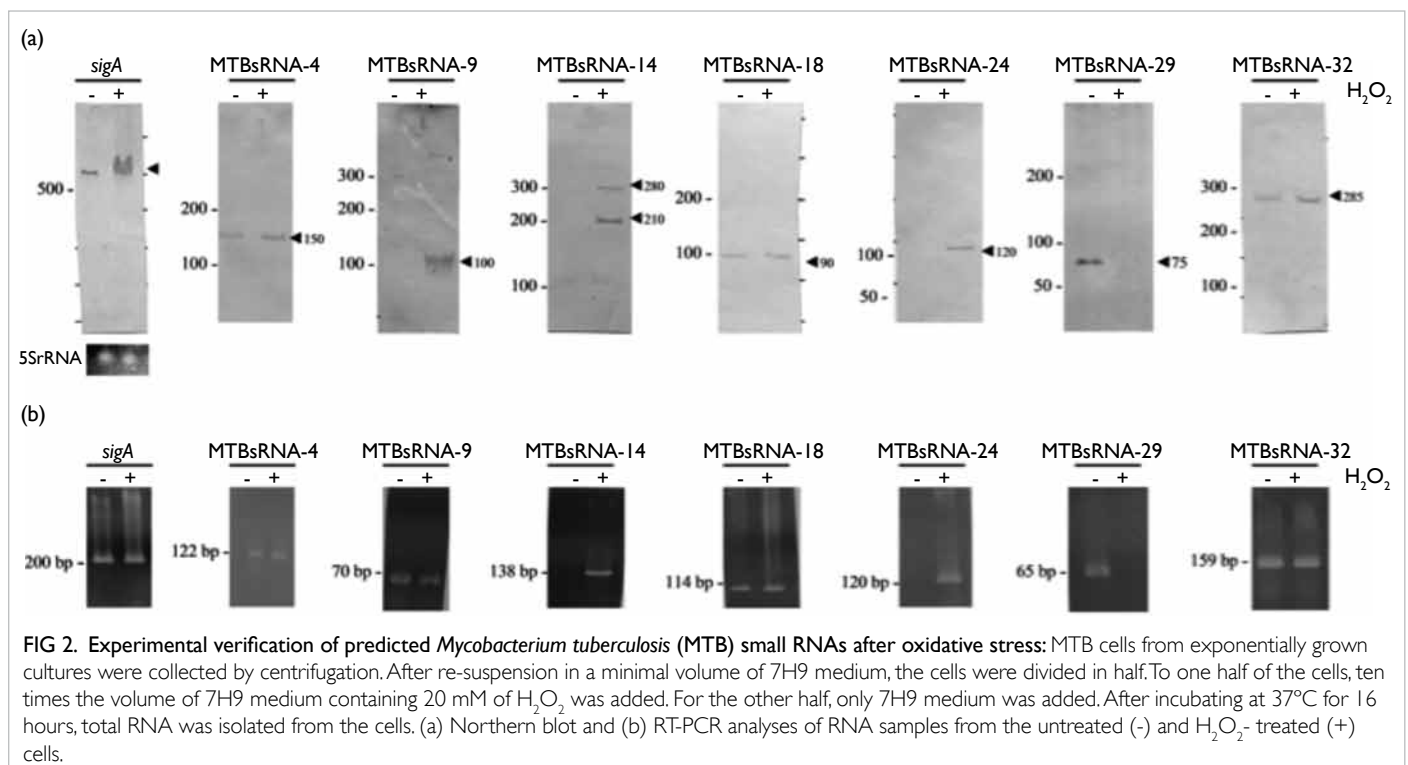 (a)
sigA MTBsRNA-4 MTBsRNA-9 MTBsRNA-14 MTBsRNA-18 MTBsRNA-24 MTBsRNA-29 MTBsRNA-32
- + - + - + - + - + - + - + - + H₂O₂
500 -
200 -
100 -
150
300 -
200 -
100 -
100
300 -
200 -
100 -
280
210
200 -
100 -
90
100 -
50 -
120
200 -
100 -
50 -
75
300 -
200 -
100 -
285
5SrRNA
(b)
sigA MTBsRNA-4 MTBsRNA-9 MTBsRNA-14 MTBsRNA-18 MTBsRNA-24 MTBsRNA-29 MTBsRNA-32
- + - + - + - + - + - + - + - + H₂O₂
200 bp - 122 bp - 70 bp - 138 bp - 114 bp - 120 bp - 65 bp - 159 bp -
FIG 2. Experimental verification of predicted Mycobacterium tuberculosis (MTB) small RNAs after oxidative stress: MTB cells from exponentially grown
cultures were collected by centrifugation. After re-suspension in a minimal volume of 7H9 medium, the cells were divided in half. To one half of the cells, ten
times the volume of 7H9 medium containing 20 mM of H₂O₂ was added. For the other half, only 7H9 medium was added. After incubating at 37°C for 16
hours, total RNA was isolated from the cells. (a) Northern blot and (b) RT-PCR analyses of RNA samples from the untreated (-) and H₂O₂- treated (+)
cells.